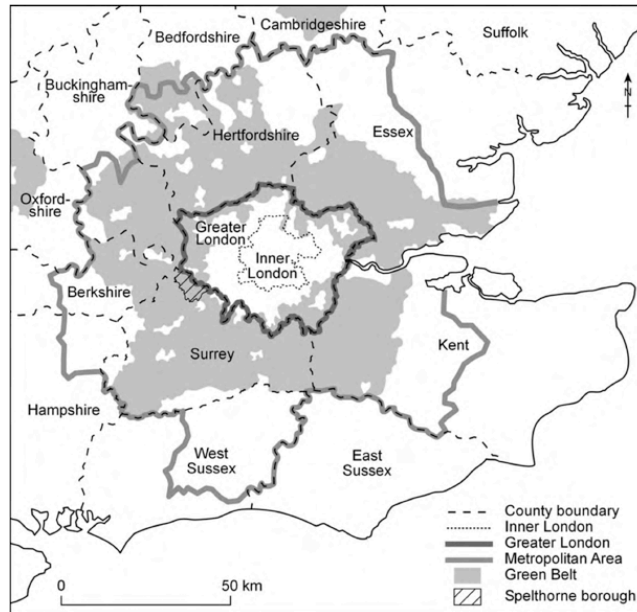 Cambridgeshire
Bedfordshire
Suffolk
Buckingham-
shire
N
Hertfordshire
Essex
Oxford-
shire
Greater
London
Inner
London
Berkshire
Surrey
Kent
Hampshire
West
Sussex
East
Sussex
County boundary
Inner London
Greater London
Metropolitan Area
Green Belt
Spelthorne borough
0
50 km